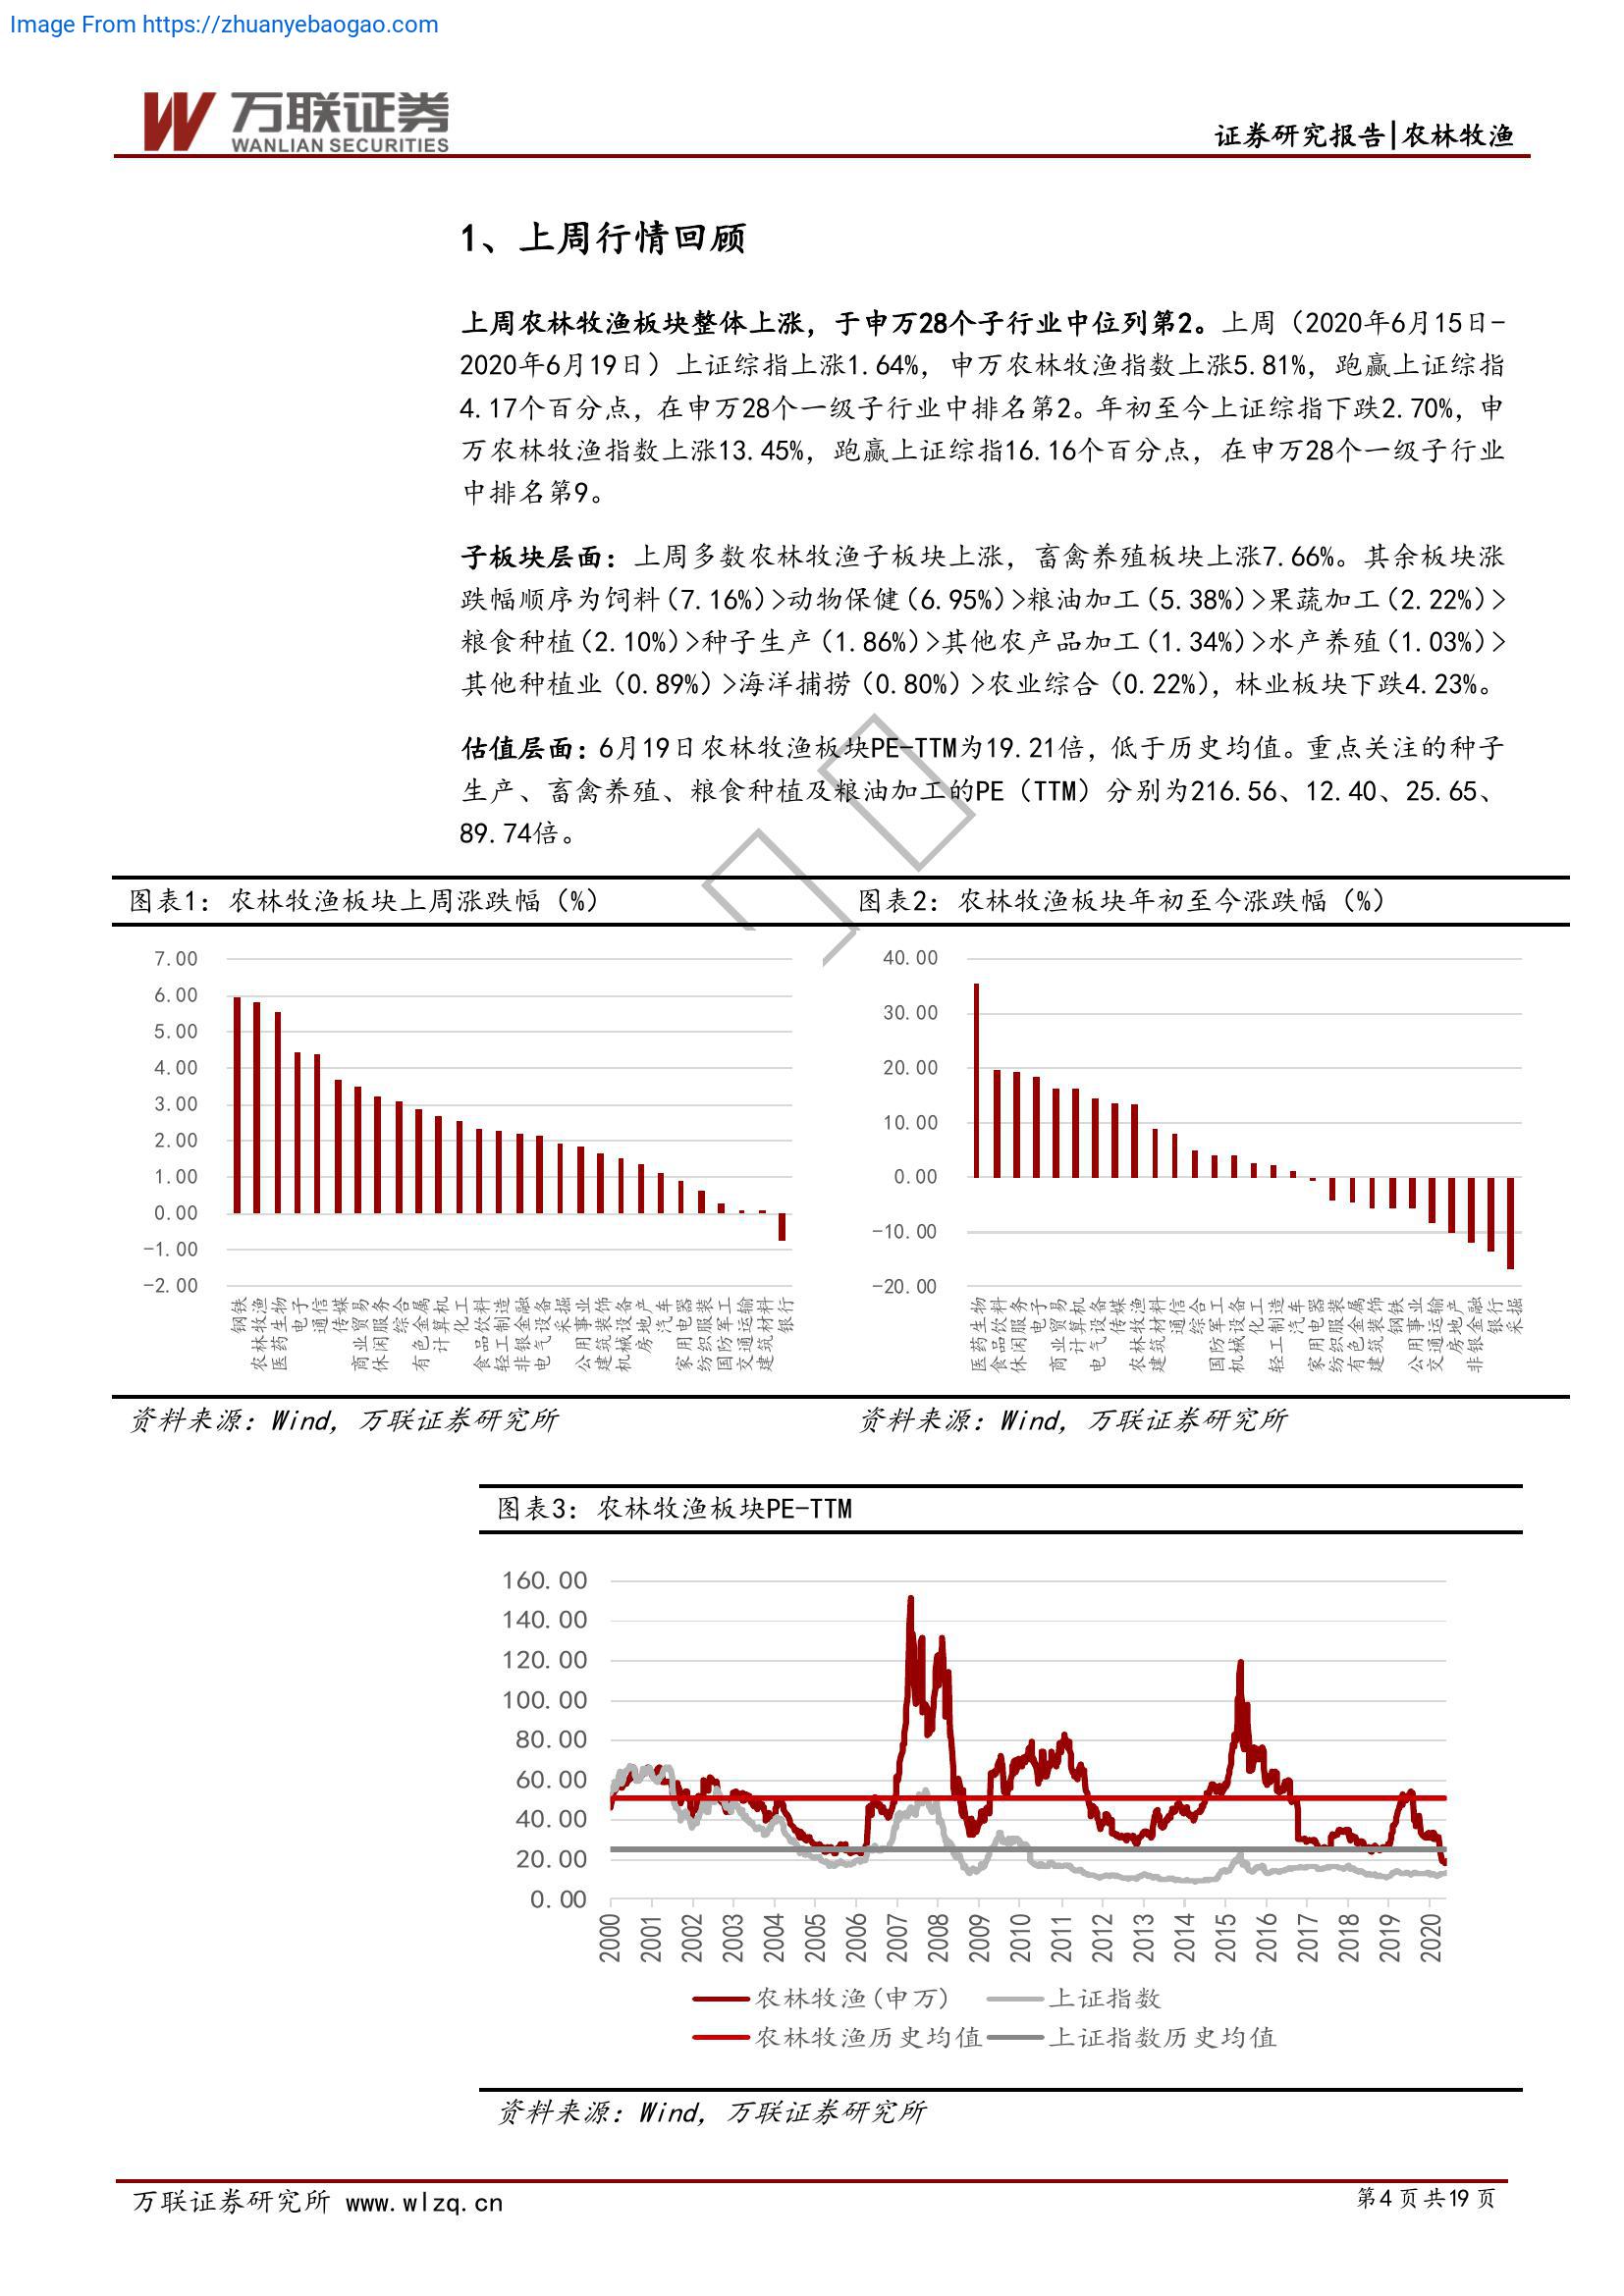 Image From https://zhuanyebaogao.com
万联证券
WANLIAN SECURITIES
证券研究报告|农林牧渔
1、上周行情回顾
上周农林牧渔板块整体上涨，于申万28个子行业中位列第2。上周（2020年6月15日-
2020年6月19日）上证综指上涨1.64%，申万农林牧渔指数上涨5.81%，跑赢上证综指
4.17个百分点，在申万28个一级子行业中排名第2。年初至今上证综指下跌2.70%，申
万农林牧渔指数上涨13.45%，跑赢上证综指16.16个百分点，在申万28个一级子行业
中排名第9。
子板块层面：上周多数农林牧渔子板块上涨，畜禽养殖板块上涨7.66%。其余板块涨
跌幅顺序为饲料(7.16%)>动物保健(6.95%)>粮油加工(5.38%)>果蔬加工(2.22%)>
粮食种植(2.10%)>种子生产(1.86%)>其他农产品加工(1.34%)>水产养殖(1.03%)>
其他种植业(0.89%)>海洋捕捞(0.80%)>农业综合(0.22%)，林业板块下跌4.23%。
估值层面：6月19日农林牧渔板块PE-TTM为19.21倍，低于历史均值。重点关注的种子
生产、畜禽养殖、粮食种植及粮油加工的PE（TTM）分别为216.56、12.40、25.65、
89.74倍。
图表1：农林牧渔板块上周涨跌幅（%）
7.00
6.00
5.00
4.00
3.00
2.00
1.00
0.00
-1.00
-2.00
钢铁
农林牧渔
医药生物
电子
通信
传媒
商业贸易
休闲服务
综合
有色金属
计算机
化工
食品饮料
轻工制造
非银金融
电气设备
采掘
公用事业
建筑装饰
机械设备
房地产
汽车
家用电器
纺织服装
国防军工
交通运输
建筑材料
银行
资料来源：Wind，万联证券研究所
图表2：农林牧渔板块年初至今涨跌幅（%）
40.00
30.00
20.00
10.00
0.00
-10.00
-20.00
医药生物
食品饮料
休闲服务
电子
商业贸易
计算机
电气设备
传媒
农林牧渔
建筑材料
通信
综合
国防军工
机械设备
化工
轻工制造
汽车
家用电器
纺织服装
有色金属
建筑装饰
钢铁
公用事业
交通运输
房地产
非银金融
银行
采掘
资料来源：Wind，万联证券研究所
图表3：农林牧渔板块PE-TTM
160.00
140.00
120.00
100.00
80.00
60.00
40.00
20.00
0.00
2000
2001
2002
2003
2004
2005
2006
2007
2008
2009
2010
2011
2012
2013
2014
2015
2016
2017
2018
2019
2020
农林牧渔(申万)
上证指数
农林牧渔历史均值
上证指数历史均值
资料来源：Wind，万联证券研究所
万联证券研究所 www.wlzq.cn
第4页共19页